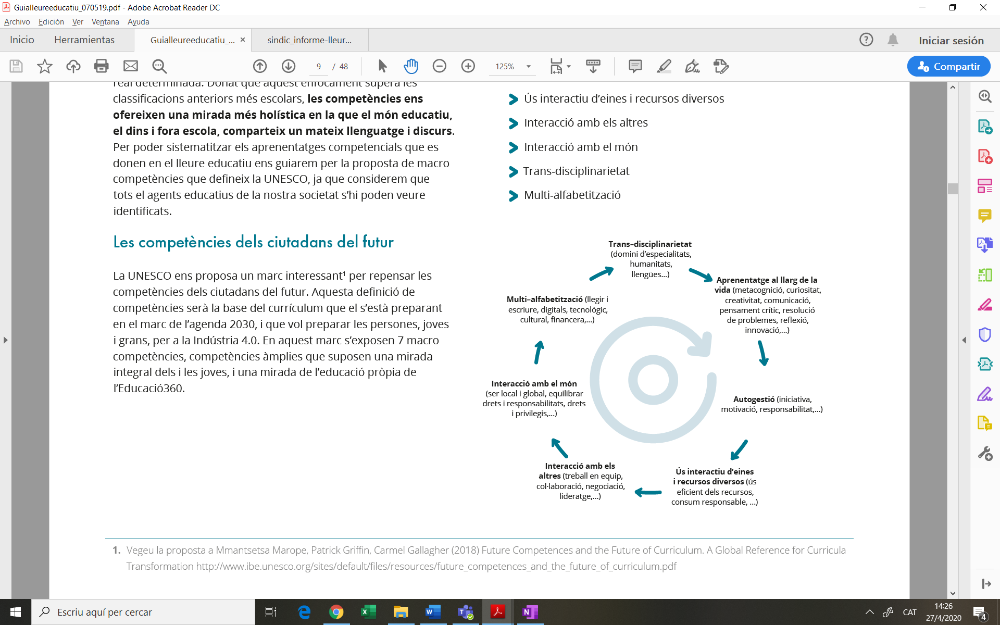 Guialleureeducatiu_070519.pdf - Adobe Acrobat Reader DC
Archivo Edición Ver Ventana Ayuda
Inicio Herramientas Guialleureeducatiu_... × sindic_informe-lleur... Iniciar sesión
9 / 48 125% Compartir
real determinada. Donat que aquest enfocament supera les
classificacions anteriors més escolars, les competències ens
ofereixen una mirada més holística en la que el món educatiu,
el dins i fora escola, comparteix un mateix llenguatge i discurs.
Per poder sistematitzar els aprenentatges competencials que es
donen en el lleure educatiu ens guiarem per la proposta de macro
competències que defineix la UNESCO, ja que considerem que
tots el agents educatius de la nostra societat s’hi poden veure
identificats.
Les competències dels ciutadans del futur
La UNESCO ens proposa un marc interessant¹ per repensar les
competències dels ciutadans del futur. Aquesta definició de
competències serà la base del currículum que el s’està preparant
en el marc de l’agenda 2030, i que vol preparar les persones, joves
i grans, per a la Indústria 4.0. En aquest marc s’exposen 7 macro
competències, competències àmplies que suposen una mirada
integral dels i les joves, i una mirada de l’educació pròpia de
l’Educació360.
Ús interactiu d’eines i recursos diversos
Interacció amb els altres
Interacció amb el món
Trans-disciplinarietat
Multi-alfabetització
Trans–disciplinarietat
(domini d’especialitats,
humanitats,
llengües...)
Aprenentatge al llarg de la
vida (metacognició, curiositat,
creativitat, comunicació,
pensament crític, resolució
de problemes, reflexió,
innovació,...)
Autogestió (iniciativa,
motivació, responsabilitat,...)
Ús interactiu d’eines
i recursos diversos (ús
eficient dels recursos,
consum responsable, ...)
Interacció amb els
altres (treball en equip,
col·laboració, negociació,
lideratge,...)
Interacció amb el món
(ser local i global, equilibrar
drets i responsabilitats, drets
i privilegis,...)
Multi–alfabetització (llegir i
escriure, digitals, tecnològic,
cultural, financera,...)
1. Vegeu la proposta a Mmantsetsa Marope, Patrick Griffin, Carmel Gallagher (2018) Future Competences and the Future of Curriculum. A Global Reference for Curricula
Transformation http://www.ibe.unesco.org/sites/default/files/resources/future_competences_and_the_future_of_curriculum.pdf
Escriu aquí per cercar
CAT
14:26
27/4/2020
4